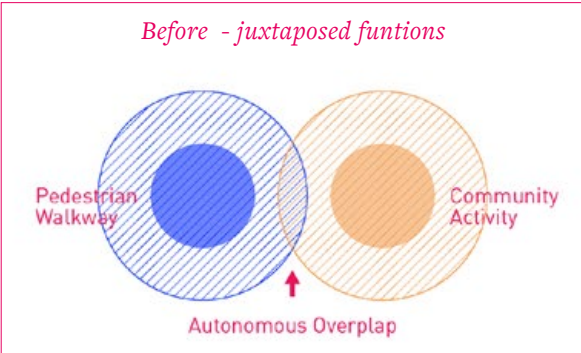 Before - juxtaposed funtions
Pedestrian
Walkway
Community
Activity
Autonomous Overplap